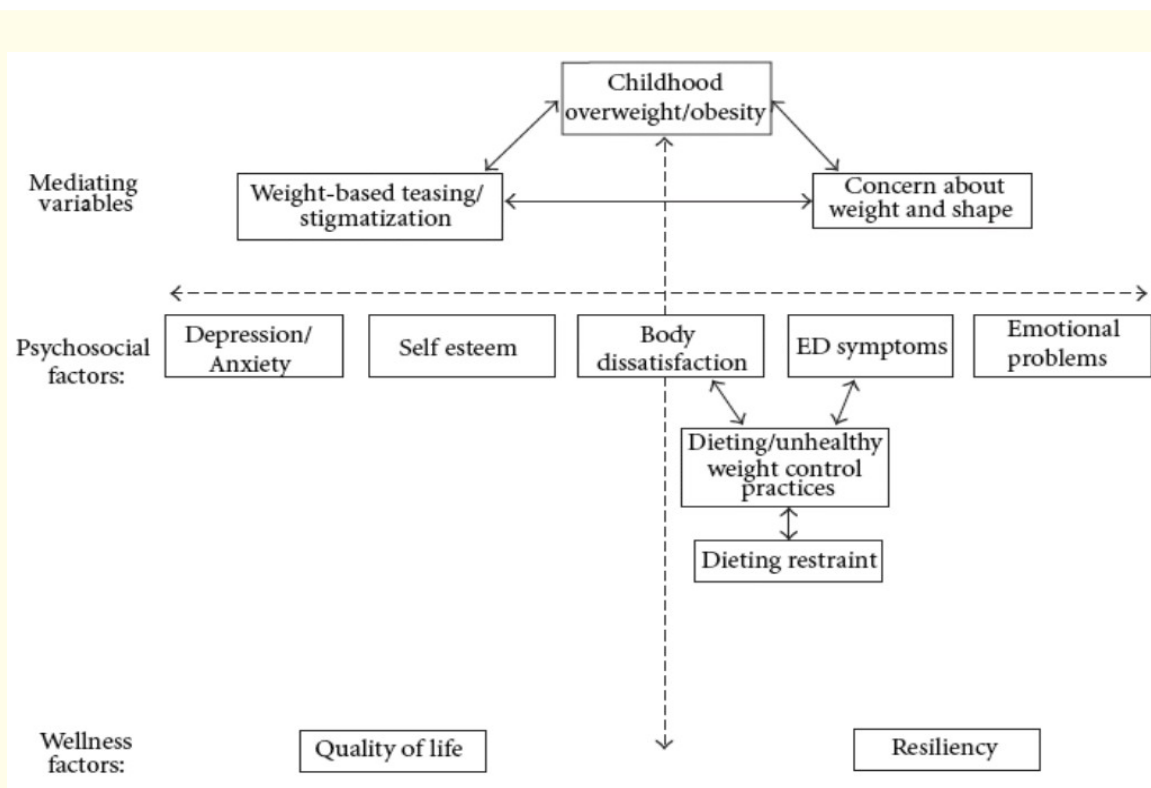 Childhood
overweight/obesity
Mediating
variables
Weight-based teasing/
stigmatization
Concern about
weight and shape
Psychosocial
factors:
Depression/
Anxiety
Self esteem
Body
dissatisfaction
ED symptoms
Emotional
problems
Dieting/unhealthy
weight control
practices
Dieting restraint
Wellness
factors:
Quality of life
Resiliency